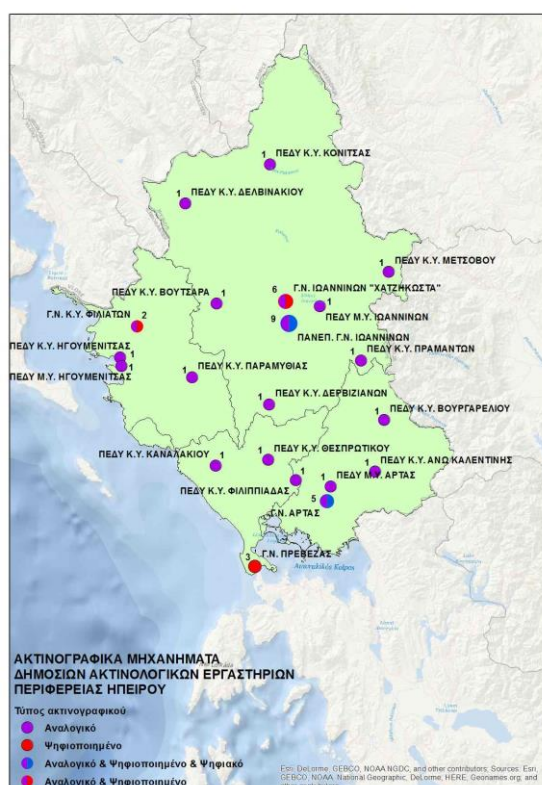 1 ΠΕΔΥ Κ.Υ. ΚΟΝΙΤΣΑΣ
1 ΠΕΔΥ Κ.Υ. ΔΕΛΒΙΝΑΚΙΟΥ
1 ΠΕΔΥ Κ.Υ. ΜΕΤΣΟΒΟΥ
ΠΕΔΥ Κ.Υ. ΒΟΥΤΣΑΡΑ 1
6 Γ.Ν. ΙΩΑΝΝΙΝΩΝ "ΧΑΤΖΗΚΩΣΤΑ"
1 ΠΕΔΥ Μ.Υ. ΙΩΑΝΝΙΝΩΝ
Γ.Ν. Κ.Υ. ΦΙΛΙΑΤΩΝ 2
9 ΠΑΝΕΠ. Γ.Ν. ΙΩΑΝΝΙΝΩΝ
ΠΕΔΥ Κ.Υ. ΗΓΟΥΜΕΝΙΤΣΑΣ 1
1 ΠΕΔΥ Κ.Υ. ΠΡΑΜΑΝΤΩΝ
ΠΕΔΥ Μ.Υ. ΗΓΟΥΜΕΝΙΤΣΑΣ 1
1 ΠΕΔΥ Κ.Υ. ΠΑΡΑΜΥΘΙΑΣ
1 ΠΕΔΥ Κ.Υ. ΔΕΡΒΙΖΙΑΝΩΝ
1 ΠΕΔΥ Κ.Υ. ΒΟΥΡΓΑΡΕΛΙΟΥ
ΠΕΔΥ Κ.Υ. ΚΑΝΑΛΑΚΙΟΥ 1
1 ΠΕΔΥ Κ.Υ. ΘΕΣΠΡΩΤΙΚΟΥ
1 ΠΕΔΥ Κ.Υ. ΑΝΩ ΚΑΛΕΝΤΙΝΗΣ
1 ΠΕΔΥ Μ.Υ. ΑΡΤΑΣ
ΠΕΔΥ Κ.Υ. ΦΙΛΙΠΠΙΑΔΑΣ 1
5 Γ.Ν. ΑΡΤΑΣ
3 Γ.Ν. ΠΡΕΒΕΖΑΣ
ΑΚΤΙΝΟΓΡΑΦΙΚΑ ΜΗΧΑΝΗΜΑΤΑ
ΔΗΜΟΣΙΩΝ ΑΚΤΙΝΟΛΟΓΙΚΩΝ ΕΡΓΑΣΤΗΡΙΩΝ
ΠΕΡΙΦΕΡΕΙΑΣ ΗΠΕΙΡΟΥ
Τύπος ακτινογραφικού
Αναλογικό
Ψηφιοποιημένο
Αναλογικό & Ψηφιοποιημένο & Ψηφιακό
Αναλογικό & Ψηφιοποιημένο
Esri, DeLorme, GEBCO, NOAA NGDC, and other contributors; Sources: Esri,
GEBCO, NOAA, National Geographic, DeLorme, HERE, Geonames.org, and